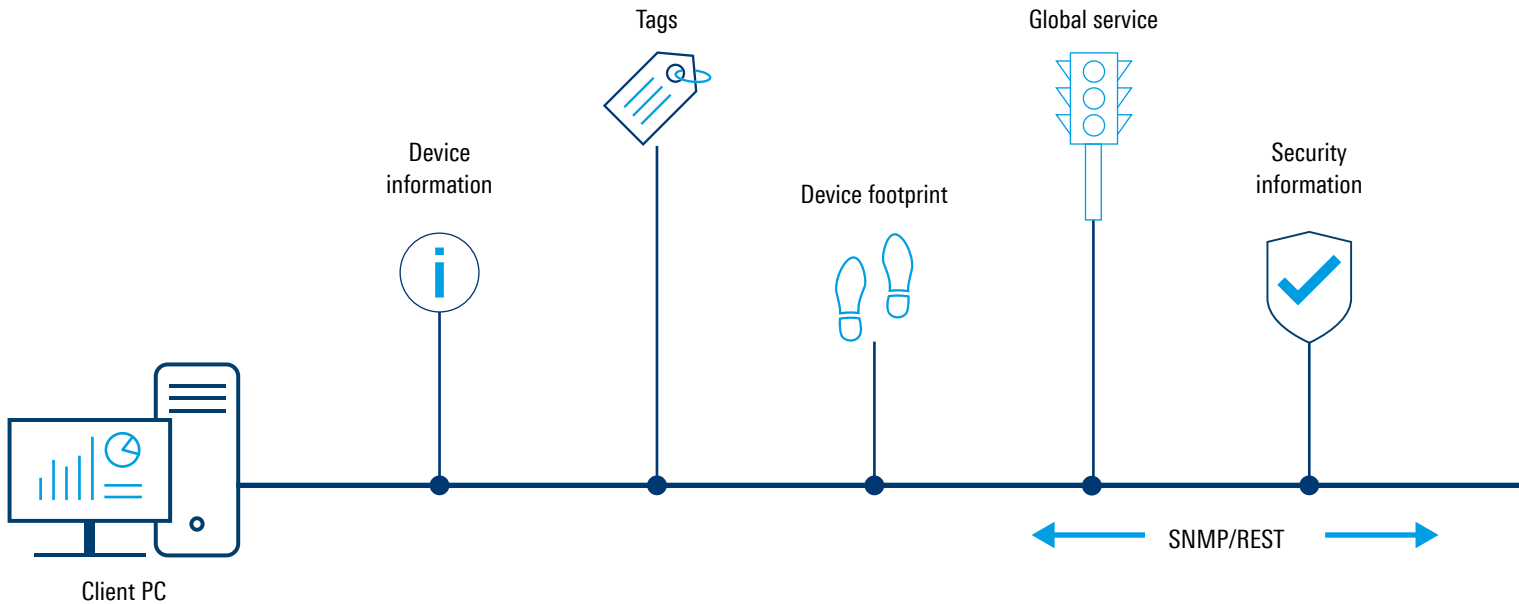 Tags
Global service
Device
information
Security
information
Device footprint
SNMP/REST
Client PC